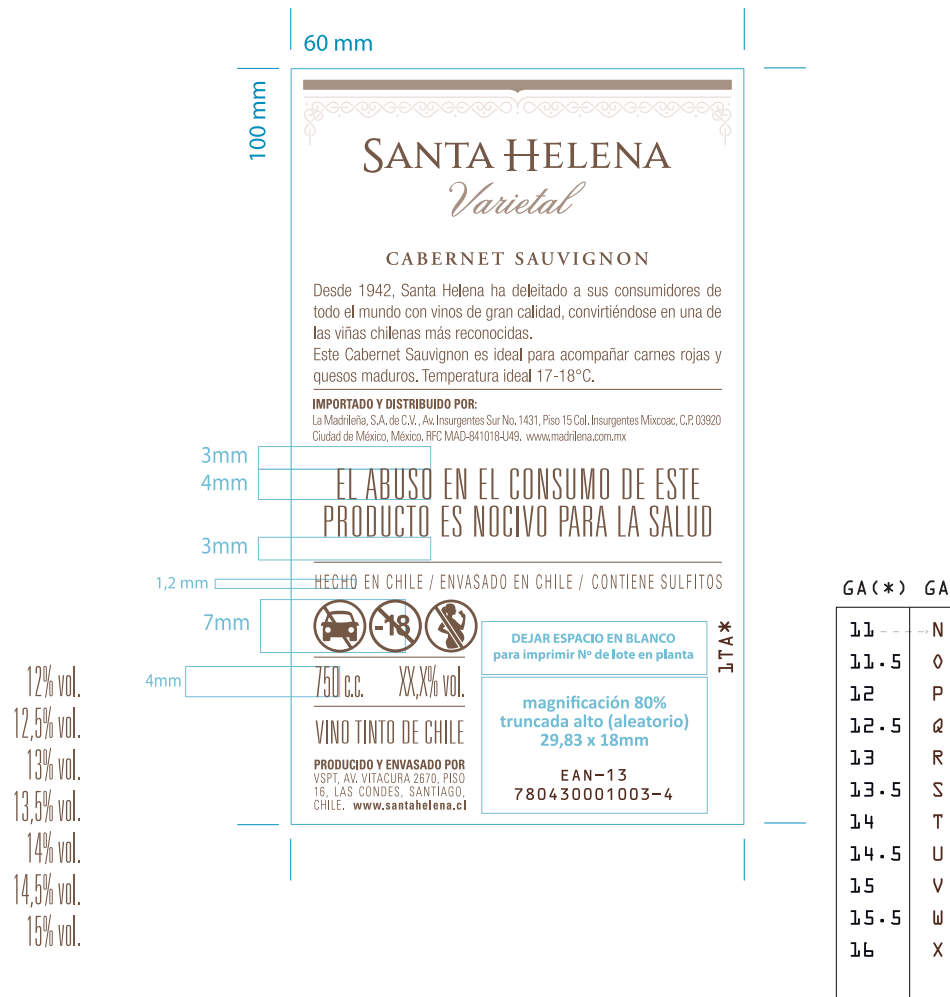 60 mm
100 mm
SANTA HELENA
Varietal
CABERNET SAUVIGNON
Desde 1942, Santa Helena ha deleitado a sus consumidores de
todo el mundo con vinos de gran calidad, convirtiéndose en una de
las viñas chilenas más reconocidas.
Este Cabernet Sauvignon es ideal para acompañar carnes rojas y
quesos maduros. Temperatura ideal 17-18°C.
IMPORTADO Y DISTRIBUIDO POR:
La Madrileña, S.A. de C.V. , Av. Insurgentes Sur No. 1431, Piso 15 Col. Insurgentes Mixcoac, C.P. 03920
Ciudad de México, México. RFC MAD-841018-U49. www.madrilena.com.mx
3mm
4mm
EL ABUSO EN EL CONSUMO DE ESTE
PRODUCTO ES NOCIVO PARA LA SALUD
3mm
1,2 mm
HECHO EN CHILE / ENVASADO EN CHILE / CONTIENE SULFITOS
7mm
-18
DEJAR ESPACIO EN BLANCO
para imprimir Nº de lote en planta
1TA*
4mm
750 c.c. XX,X% vol.
VINO TINTO DE CHILE
PRODUCIDO Y ENVASADO POR
VSPT, AV. VITACURA 2670, PISO
16, LAS CONDES, SANTIAGO,
CHILE. www.santahelena.cl
magnificación 80%
truncada alto (aleatorio)
29,83 x 18mm
EAN-13
780430001003-4
12% vol.
12,5% vol.
13% vol.
13,5% vol.
14% vol.
14,5% vol.
15% vol.
GA(*) GA
11 N
11.5 O
12 P
12.5 Q
13 R
13.5 S
14 T
14.5 U
15 V
15.5 W
16 X